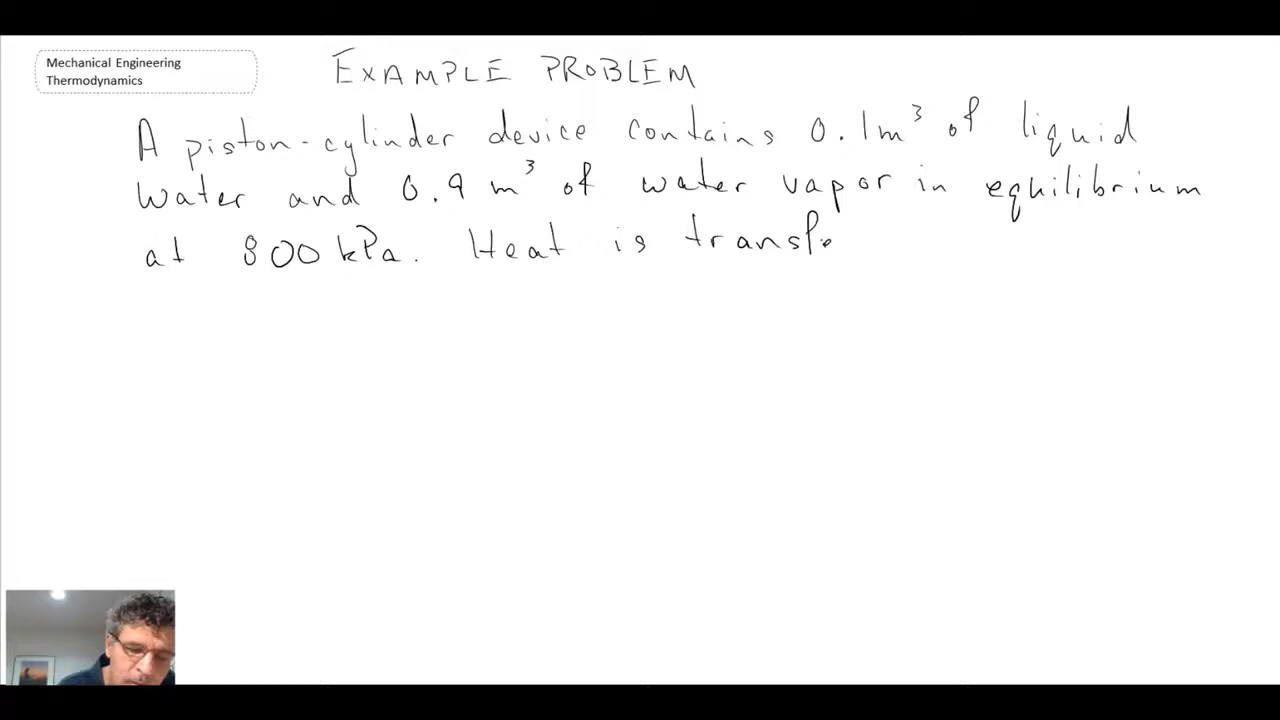 Mechanical Engineering
Thermodynamics
EXAMPLE PROBLEM
A piston-cylinder device contains 0.1m³ of liquid
water and 0.9 m³ of water vapor in equilibrium
at 800 kPa. Heat is transfe